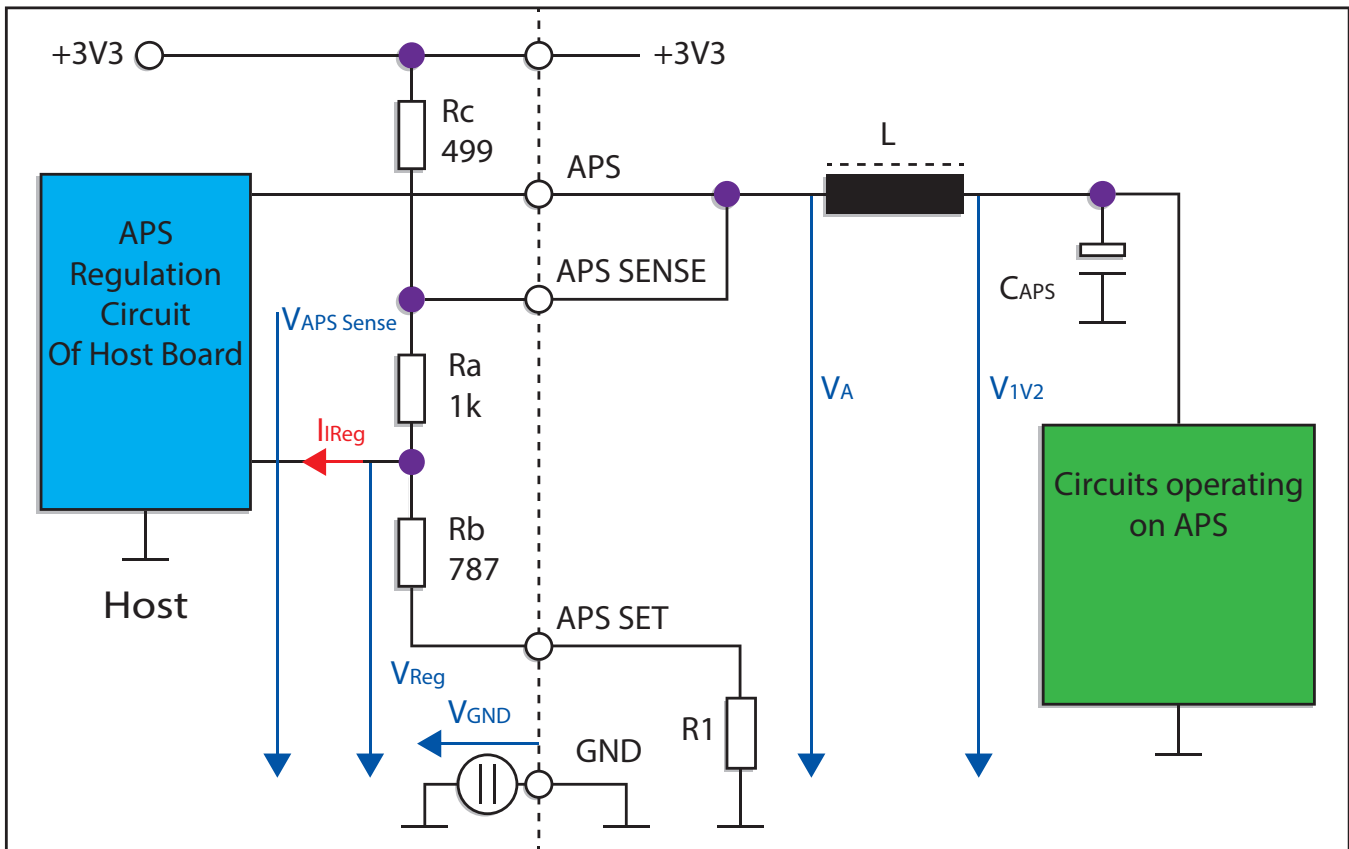 +3V3
+3V3
Rc
499
L
APS
APS
Regulation
Circuit
Of Host Board
APS SENSE
CAPS
VAPS Sense
Ra
1k
VA
V1V2
IIReg
Circuits operating
on APS
Rb
787
Host
APS SET
VReg
VGND
R1
GND